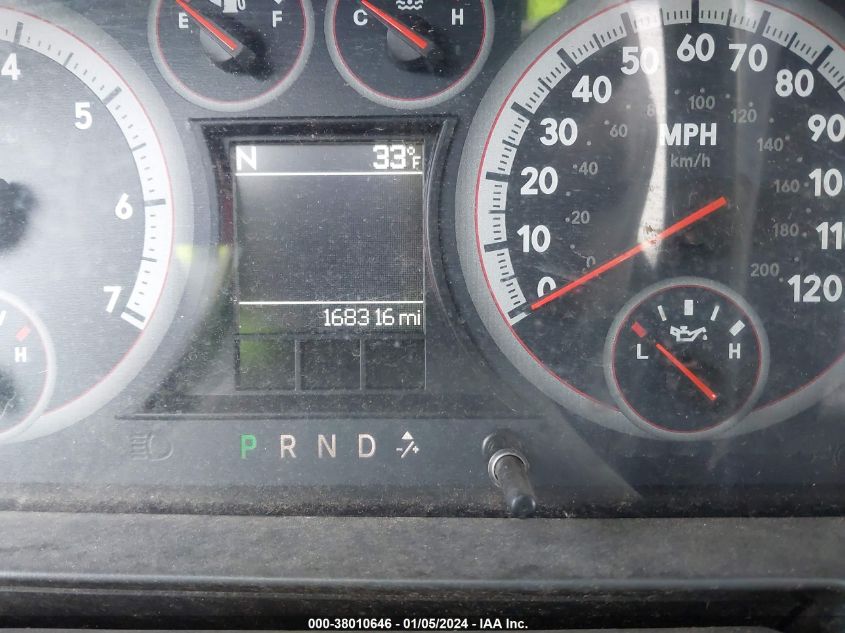 E F
C H
4
5
6
7
H
N 33°F
168316 mi
0 10 20 30 40 50 60 70 80 90 100 110 120
0 20 40 60 80 100 120 140 160 180 200
MPH
km/h
L H
P R N D -/+
000-38010646 - 01/05/2024 - IAA Inc.